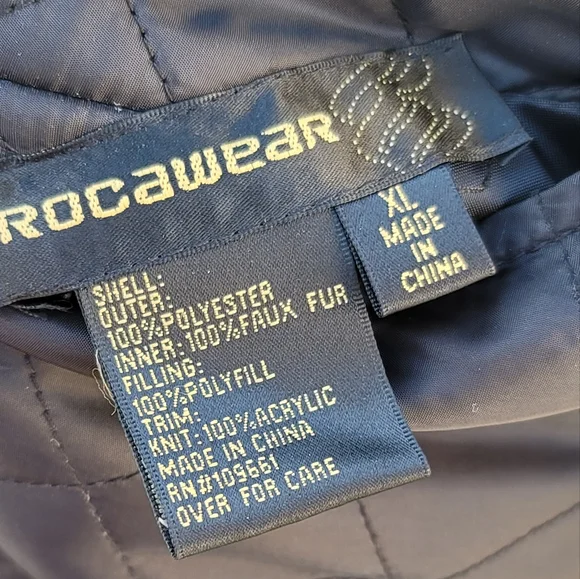 ROCAWEAR
XL
MADE
IN
CHINA
SHELL:
OUTER:
100%POLYESTER
INNER:100%FAUX FUR
FILLING:
100%POLYFILL
TRIM:
KNIT:100%ACRYLIC
MADE IN CHINA
RN#109661
OVER FOR CARE